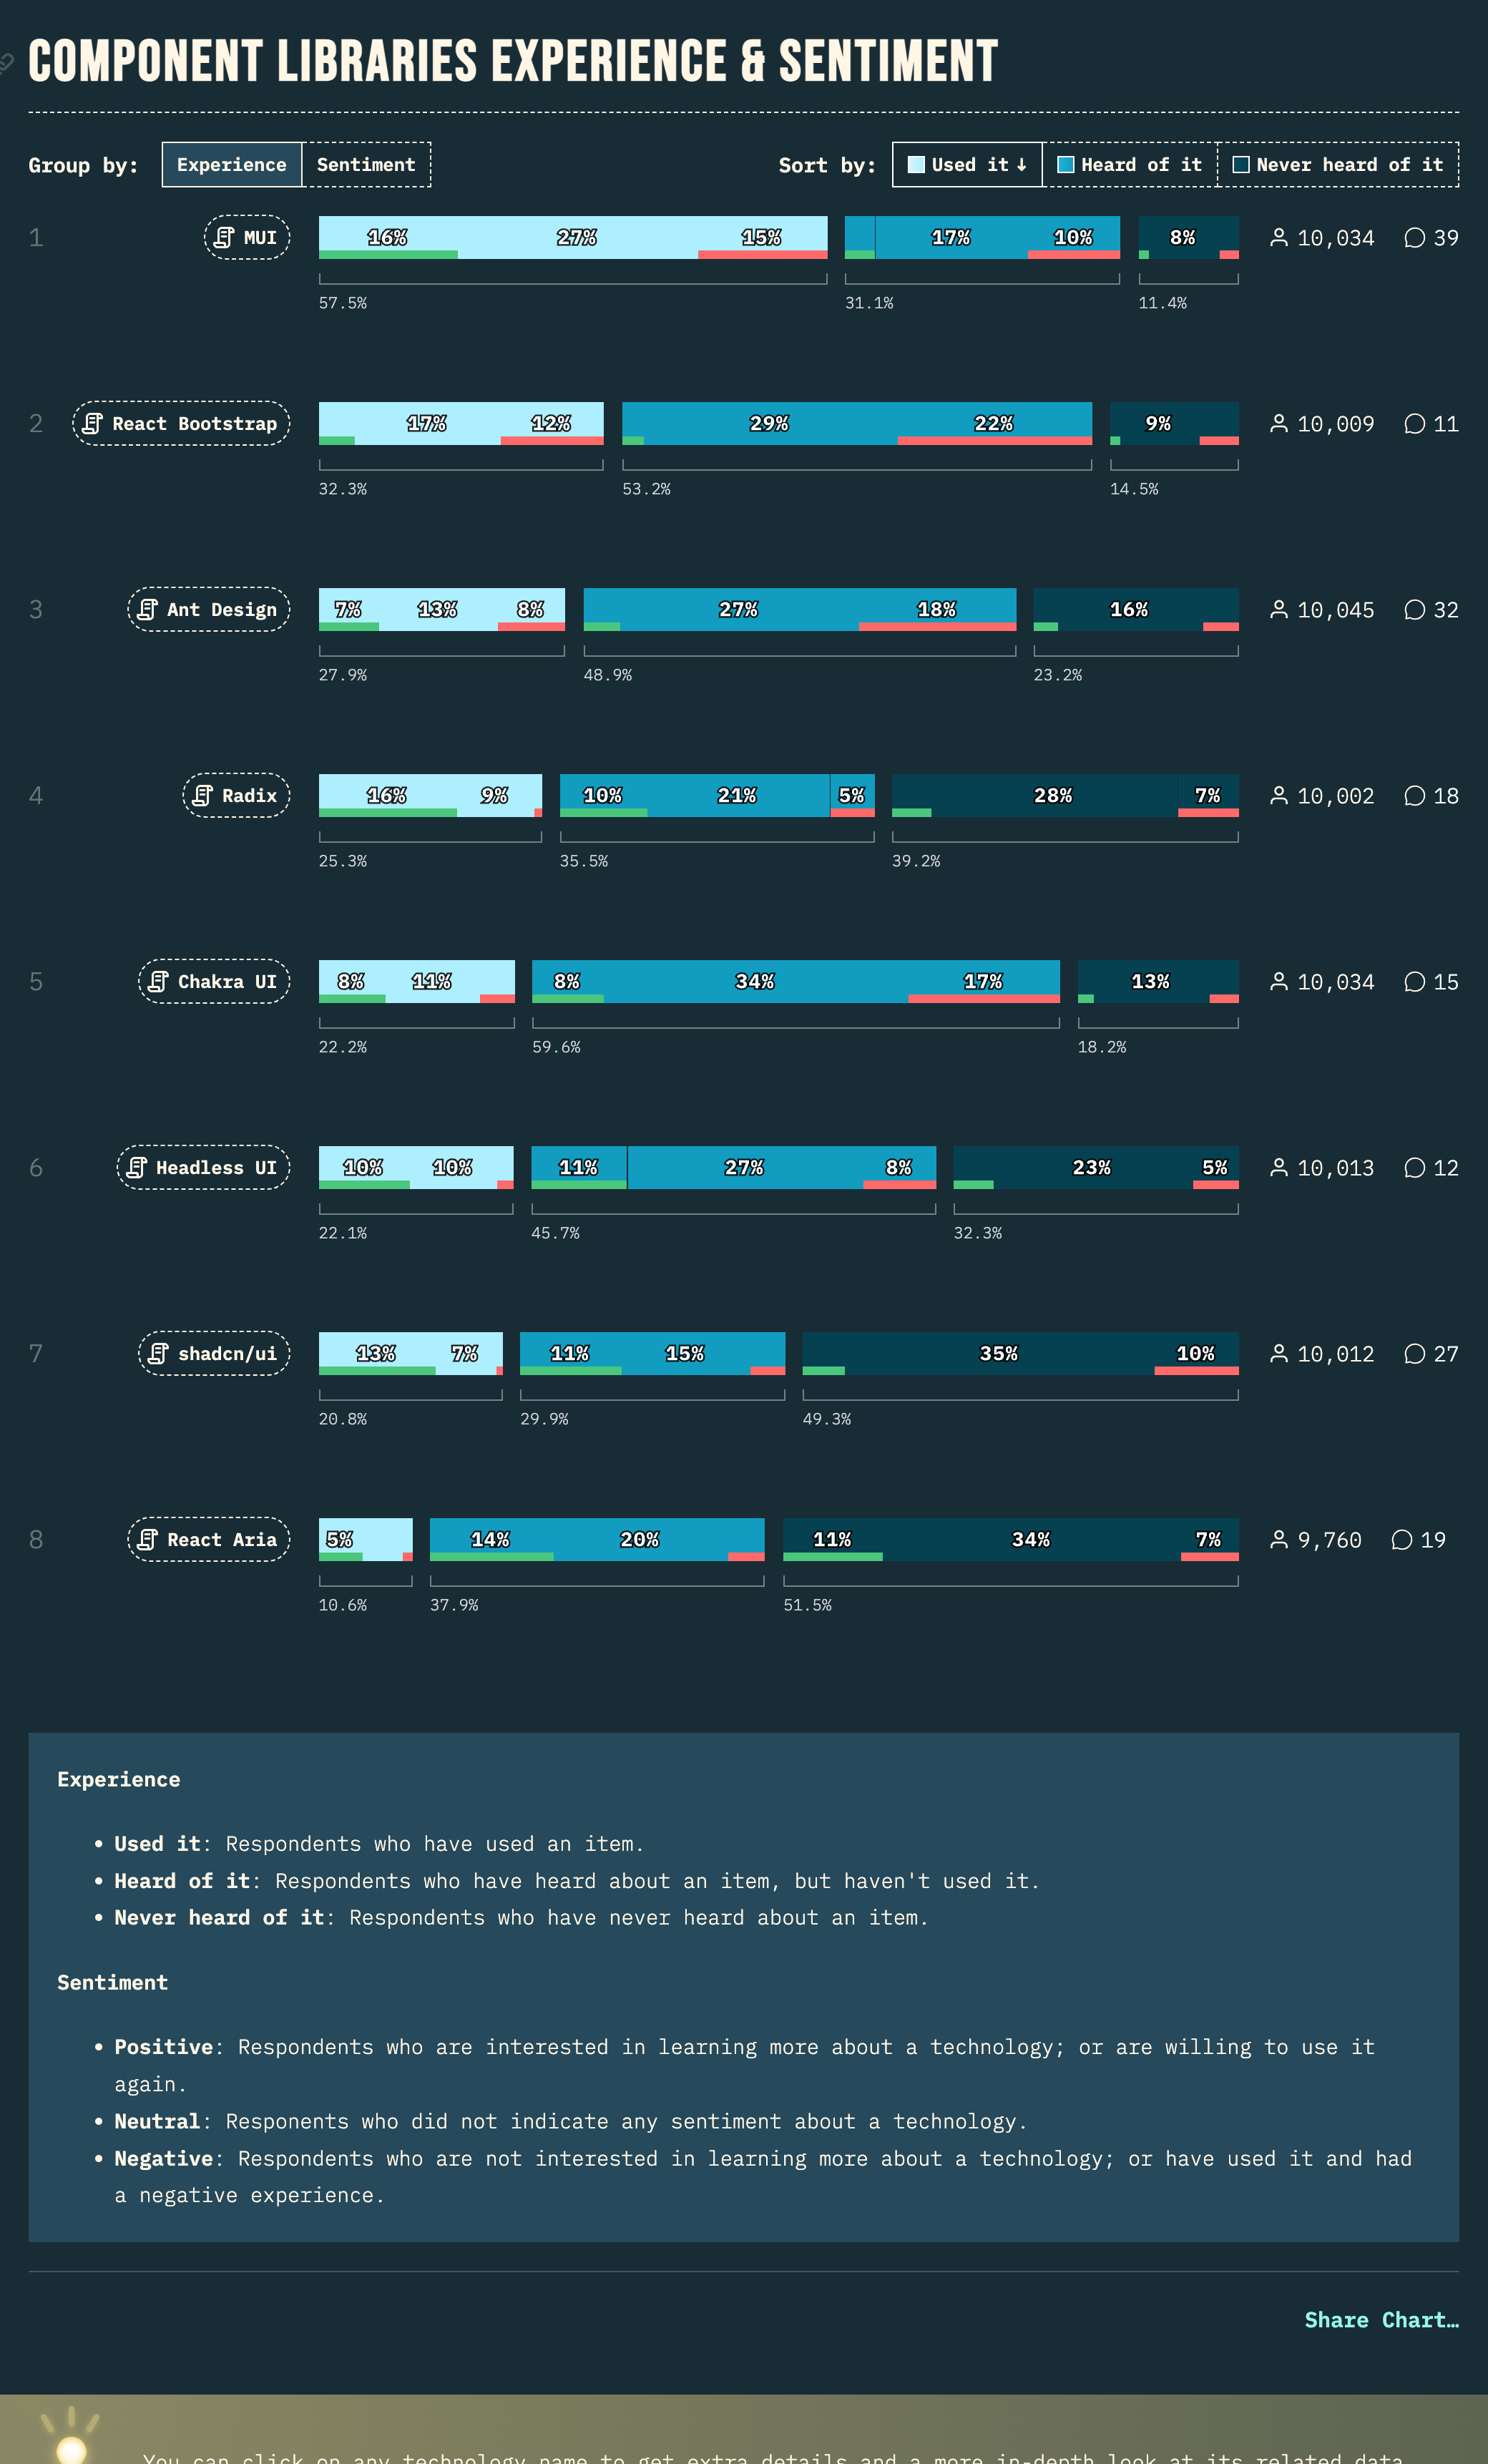 COMPONENT LIBRARIES EXPERIENCE & SENTIMENT
Group by: Experience Sentiment Sort by: Used it ↓ Heard of it Never heard of it
1 MUI 16% 27% 15% 17% 10% 8% 10,034 39
57.5% 31.1% 11.4%
2 React Bootstrap 17% 12% 29% 22% 9% 10,009 11
32.3% 53.2% 14.5%
3 Ant Design 7% 13% 8% 27% 18% 16% 10,045 32
27.9% 48.9% 23.2%
4 Radix 16% 9% 10% 21% 5% 28% 7% 10,002 18
25.3% 35.5% 39.2%
5 Chakra UI 8% 11% 8% 34% 17% 13% 10,034 15
22.2% 59.6% 18.2%
6 Headless UI 10% 10% 11% 27% 8% 23% 5% 10,013 12
22.1% 45.7% 32.3%
7 shadcn/ui 13% 7% 11% 15% 35% 10% 10,012 27
20.8% 29.9% 49.3%
8 React Aria 5% 14% 20% 11% 34% 7% 9,760 19
10.6% 37.9% 51.5%
Experience
• Used it: Respondents who have used an item.
• Heard of it: Respondents who have heard about an item, but haven't used it.
• Never heard of it: Respondents who have never heard about an item.
Sentiment
• Positive: Respondents who are interested in learning more about a technology; or are willing to use it
again.
• Neutral: Responents who did not indicate any sentiment about a technology.
• Negative: Respondents who are not interested in learning more about a technology; or have used it and had
a negative experience.
Share Chart…
You can click on any technology name to get extra details and a more in-depth look at its related data